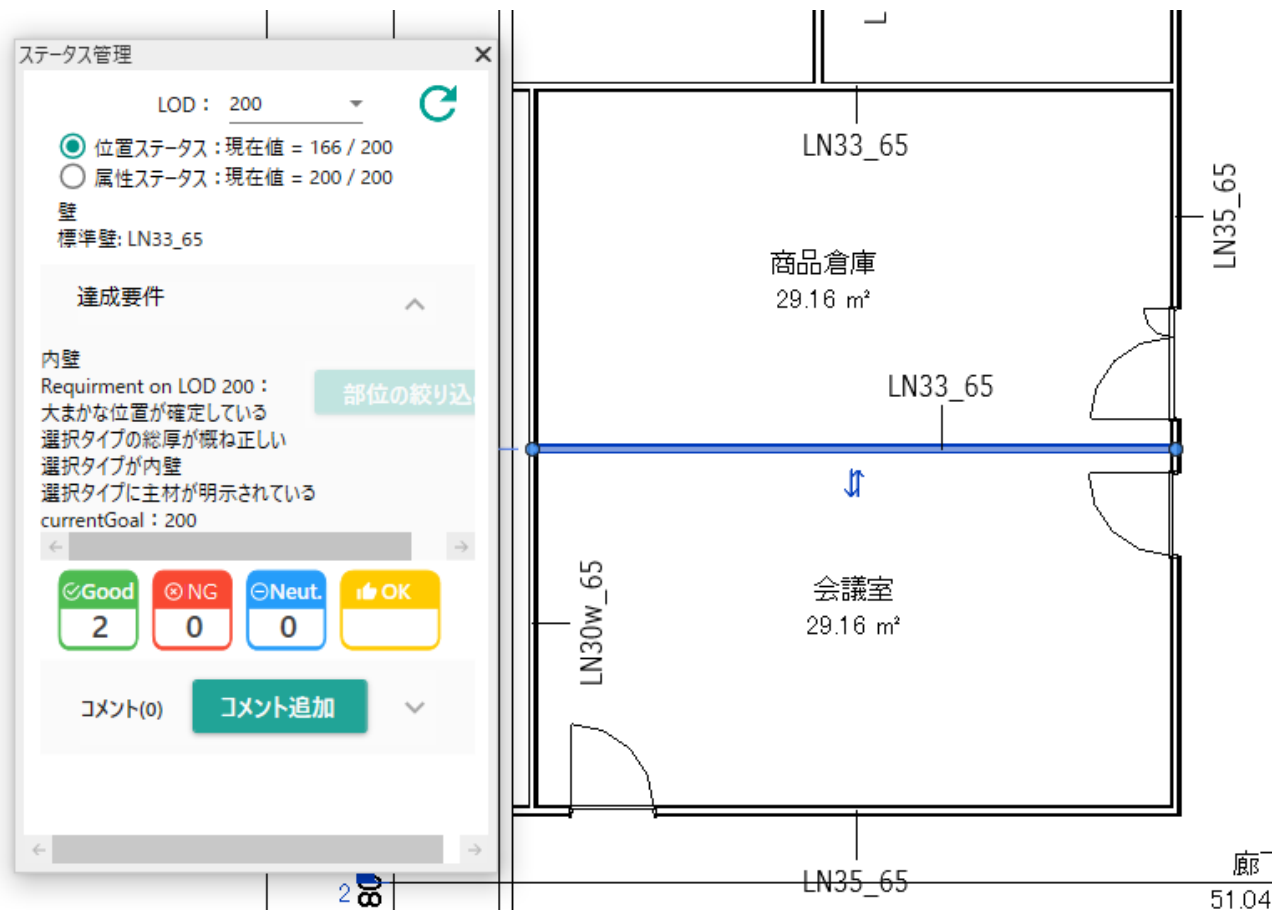 ステータス管理
LOD： 200
位置ステータス：現在値 = 166 / 200
属性ステータス：現在値 = 200 / 200
壁
標準壁: LN33_65
達成要件
内壁
Requirment on LOD 200：
部位の絞り込
大まかな位置が確定している
選択タイプの総厚が概ね正しい
選択タイプが内壁
選択タイプに主材が明示されている
currentGoal：200
Good
2
NG
0
Neut.
0
OK
コメント(0)
コメント追加
LN33_65
LN35_65
商品倉庫
29.16 m²
LN33_65
会議室
29.16 m²
LN30w_65
LN35_65
廊
51.04
2